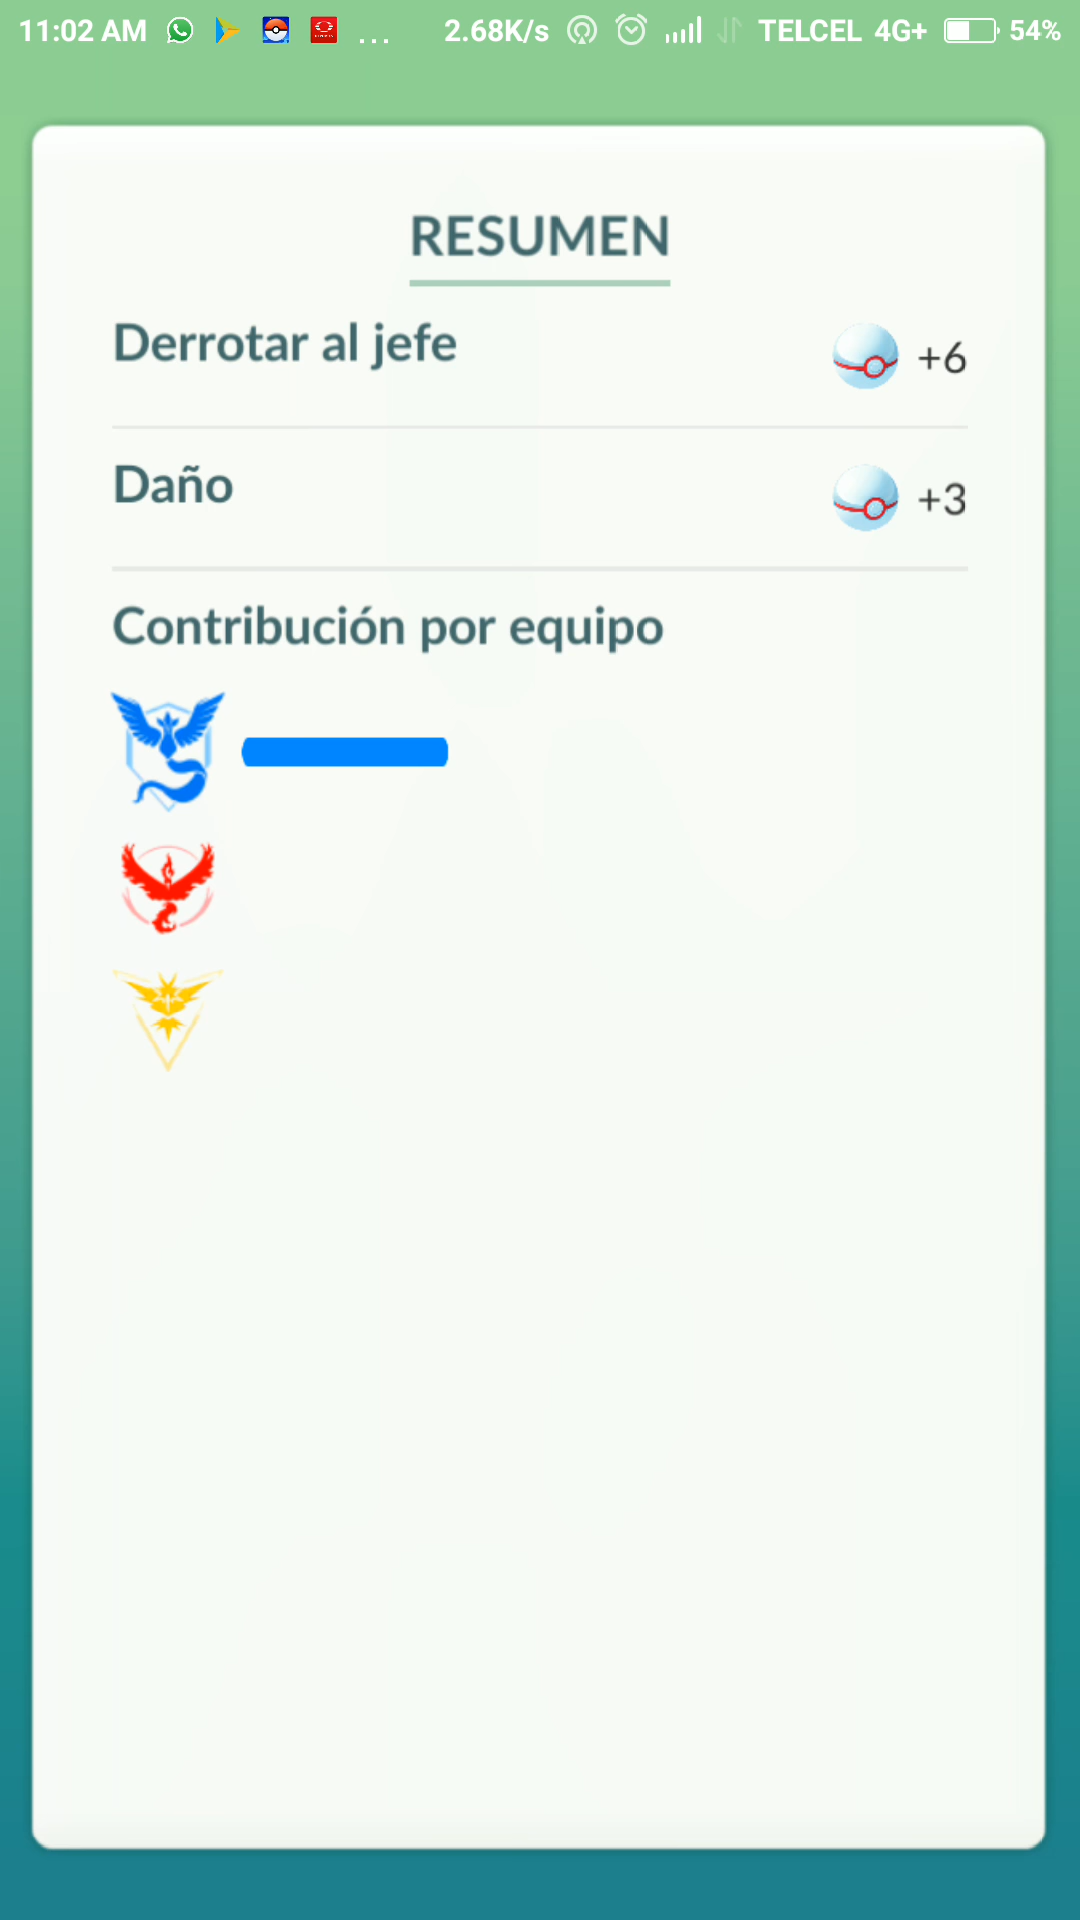 11:02 AM ... 2.68K/s TELCEL 4G+ 54%
RESUMEN
Derrotar al jefe +6
Daño +3
Contribución por equipo